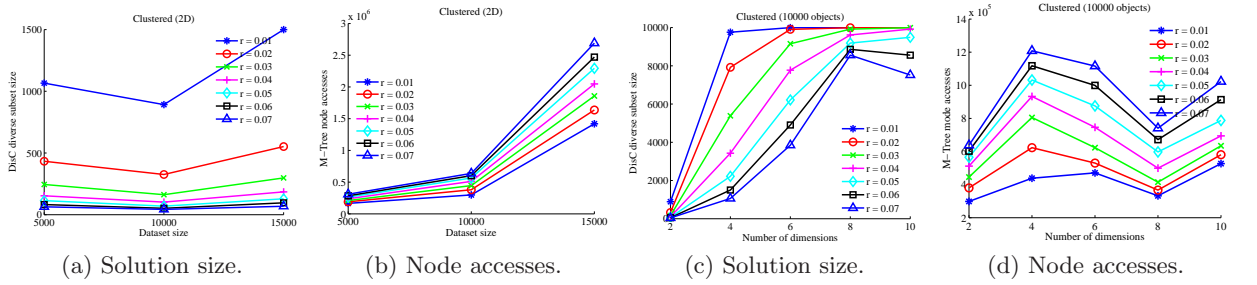 Clustered (2D)
1500
1000
500
0
5000
10000
15000
Dataset size
DisC diverse subset size
r = 0.01
r = 0.02
r = 0.03
r = 0.04
r = 0.05
r = 0.06
r = 0.07
(a) Solution size.
Clustered (2D)
x 10^6
3
2.5
2
1.5
1
0.5
0
5000
10000
15000
Dataset size
M−Tree node accesses
r = 0.01
r = 0.02
r = 0.03
r = 0.04
r = 0.05
r = 0.06
r = 0.07
(b) Node accesses.
Clustered (10000 objects)
10000
8000
6000
4000
2000
0
2
4
6
8
10
Number of dimensions
DisC diverse subset size
r = 0.01
r = 0.02
r = 0.03
r = 0.04
r = 0.05
r = 0.06
r = 0.07
(c) Solution size.
Clustered (10000 objects)
x 10^5
14
12
10
8
6
4
2
2
4
6
8
10
Number of dimensions
M−Tree mode accesses
r = 0.01
r = 0.02
r = 0.03
r = 0.04
r = 0.05
r = 0.06
r = 0.07
(d) Node accesses.